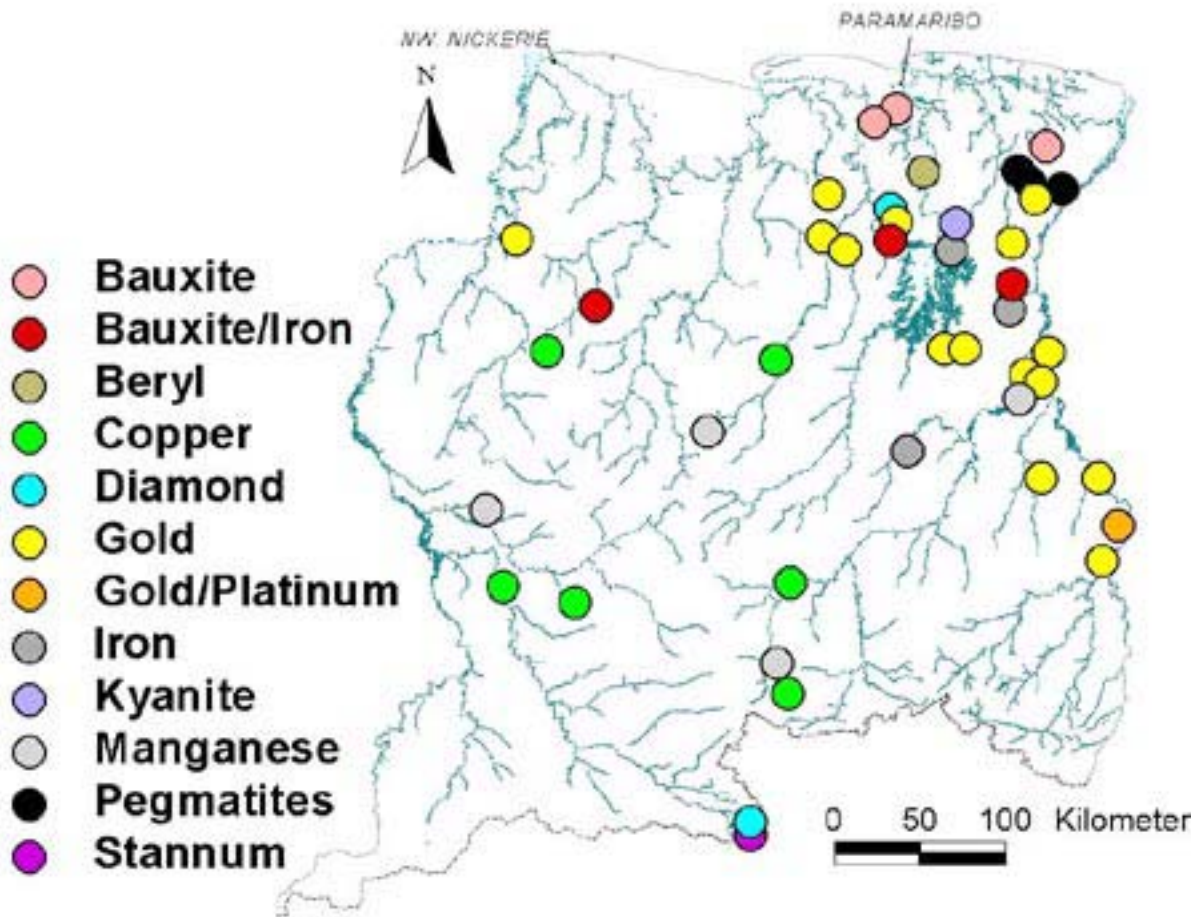 PARAMARIBO
NW. NICKERIE
N
Bauxite
Bauxite/Iron
Beryl
Copper
Diamond
Gold
Gold/Platinum
Iron
Kyanite
Manganese
Pegmatites
Stannum
0 50 100 Kilometer